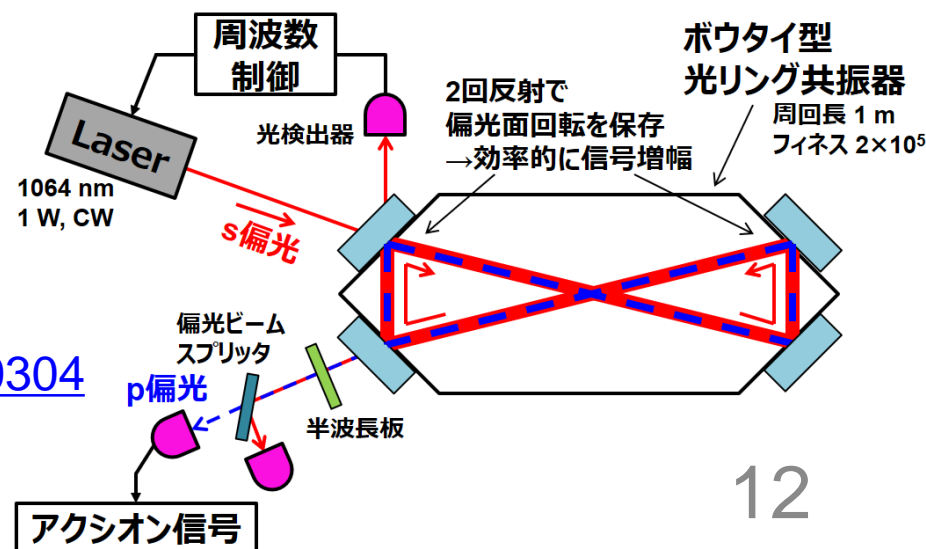 周波数
制御
光検出器
Laser
1064 nm
1 W, CW
s偏光
2回反射で
偏光面回転を保存
→効率的に信号増幅
ボウタイ型
光リング共振器
周回長 1 m
フィネス 2×10⁵
偏光ビーム
スプリッタ
0304
p偏光
半波長板
アクシオン信号
12